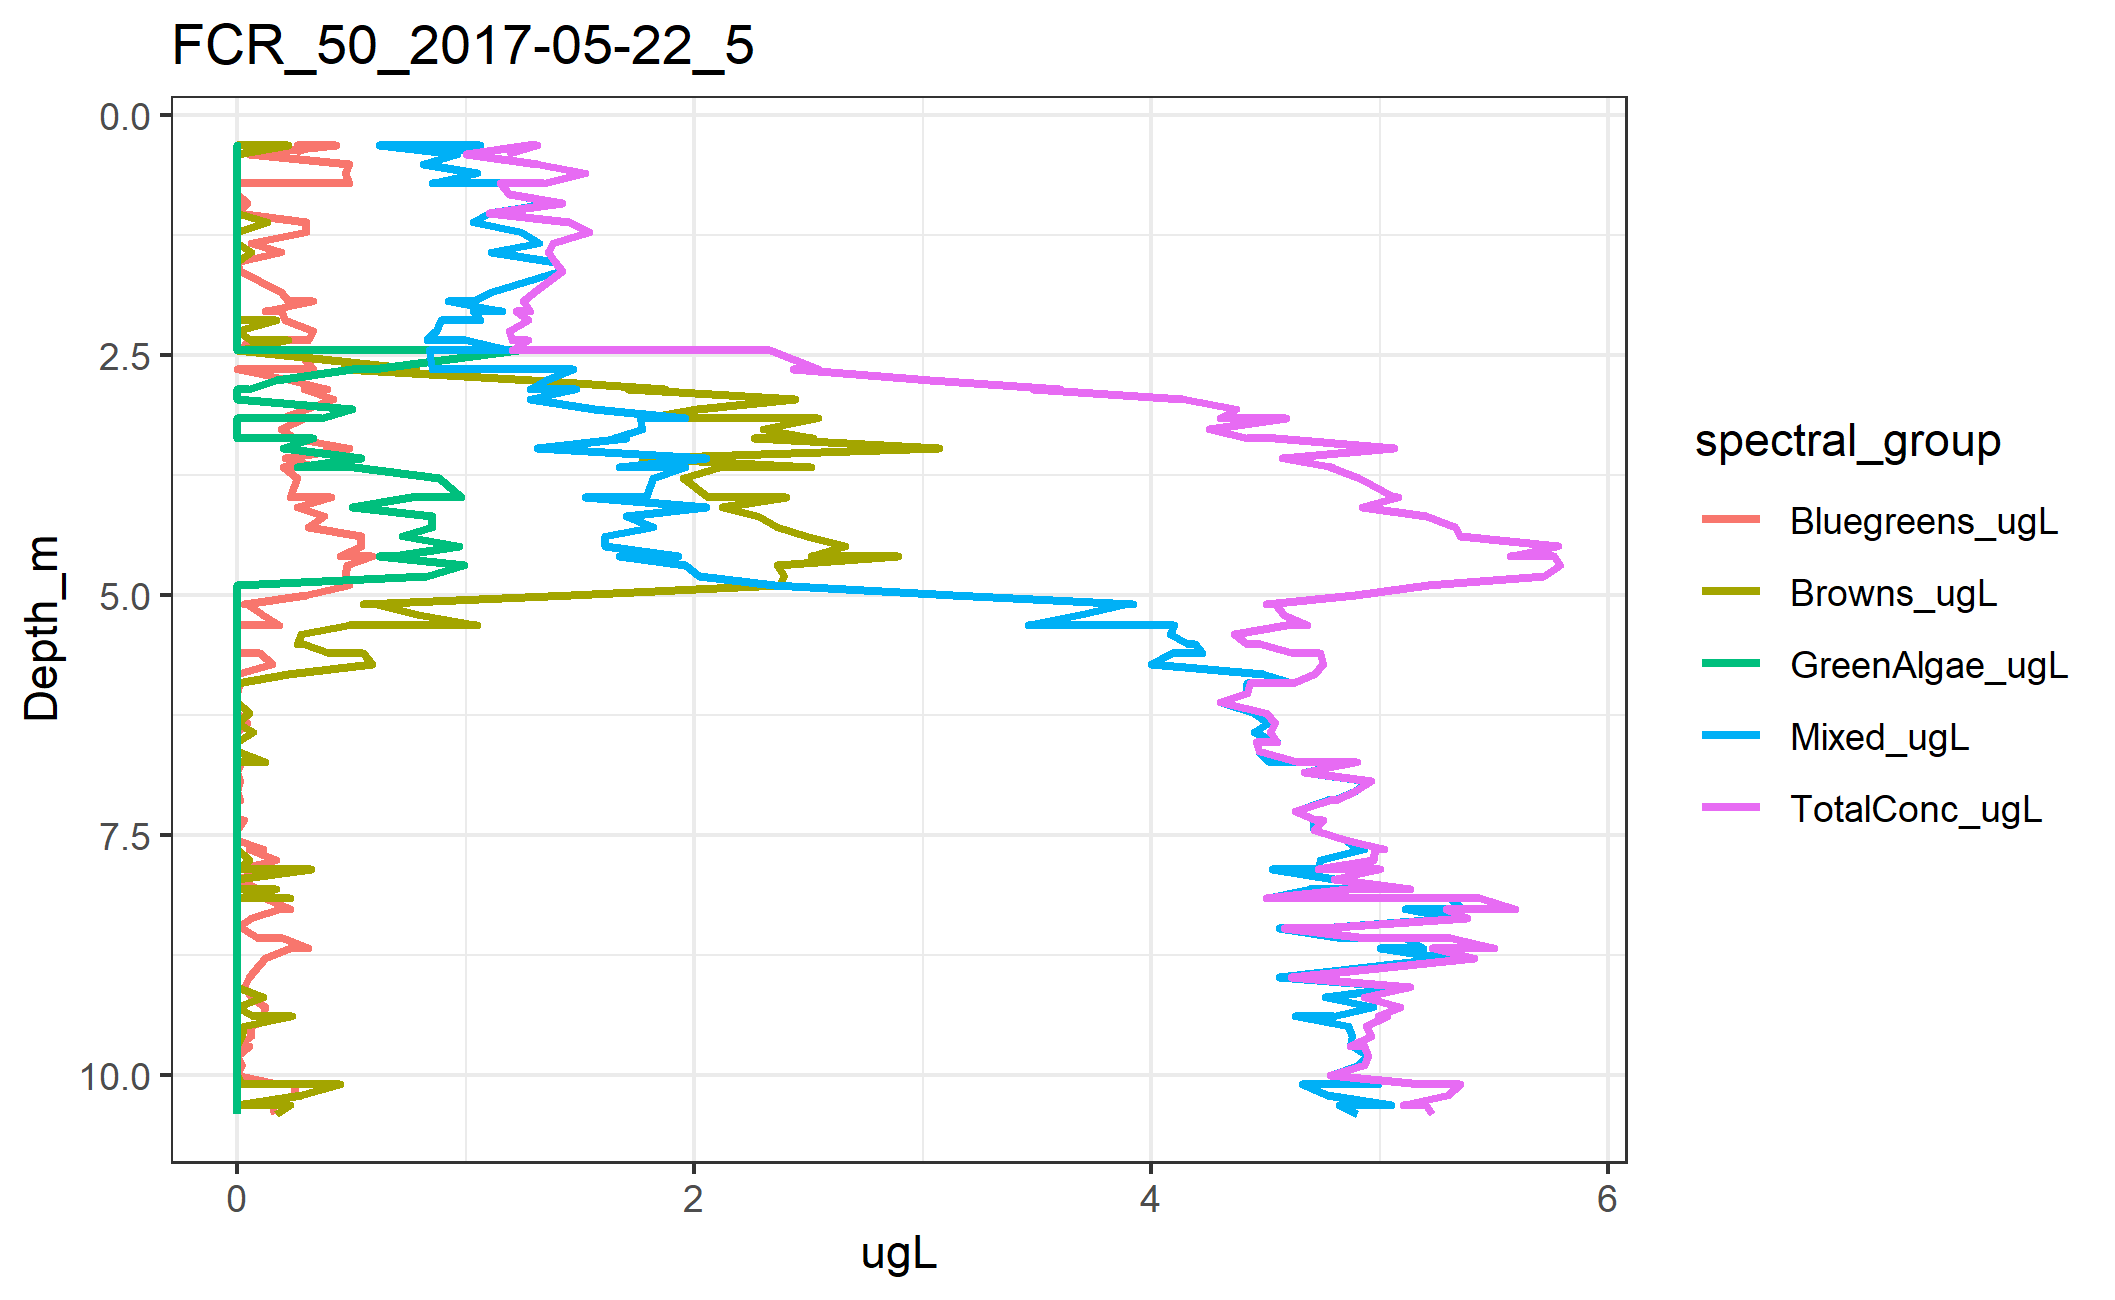 FCR_50_2017-05-22_5
0.0
2.5
5.0
7.5
10.0
Depth_m
0 2 4 6
ugL
spectral_group
Bluegreens_ugL
Browns_ugL
GreenAlgae_ugL
Mixed_ugL
TotalConc_ugL